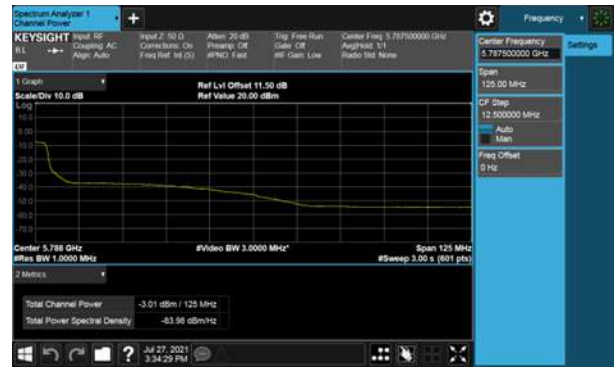 Spectrum Analyzer 1
Channel Power
Frequency
KEYSIGHT
RL
Input: RF
Coupling: AC
Align: Auto
Input Z: 50 Ω
Corrections: On
Freq Ref: Int (S)
Atten: 20 dB
Preamp: Off
#PNO: Fast
Trig: Free Run
Gate: Off
#IF Gain: Low
Center Freq: 5.787500000 GHz
Avg|Hold: 1/1
Radio Std: None
Center Frequency
5.787500000 GHz
Settings
Span
125.00 MHz
CF Step
12.500000 MHz
Auto
Man
Freq Offset
0 Hz
1 Graph
Scale/Div 10.0 dB
Ref Lvl Offset 11.50 dB
Ref Value 20.00 dBm
Log
10.0
0.00
-10.0
-20.0
-30.0
-40.0
-50.0
-60.0
-70.0
Center 5.788 GHz
#Res BW 1.0000 MHz
#Video BW 3.0000 MHz*
Span 125 MHz
#Sweep 3.00 s (601 pts)
2 Metrics
Total Channel Power -3.01 dBm / 125 MHz
Total Power Spectral Density -83.98 dBm/Hz
?
Jul 27, 2021
3:34:29 PM